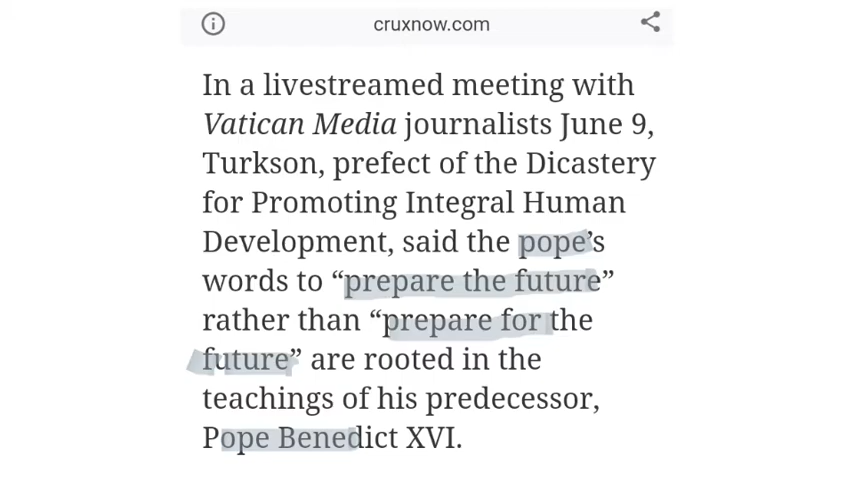 cruxnow.com
In a livestreamed meeting with
Vatican Media journalists June 9,
Turkson, prefect of the Dicastery
for Promoting Integral Human
Development, said the pope’s
words to “prepare the future”
rather than “prepare for the
future” are rooted in the
teachings of his predecessor,
Pope Benedict XVI.